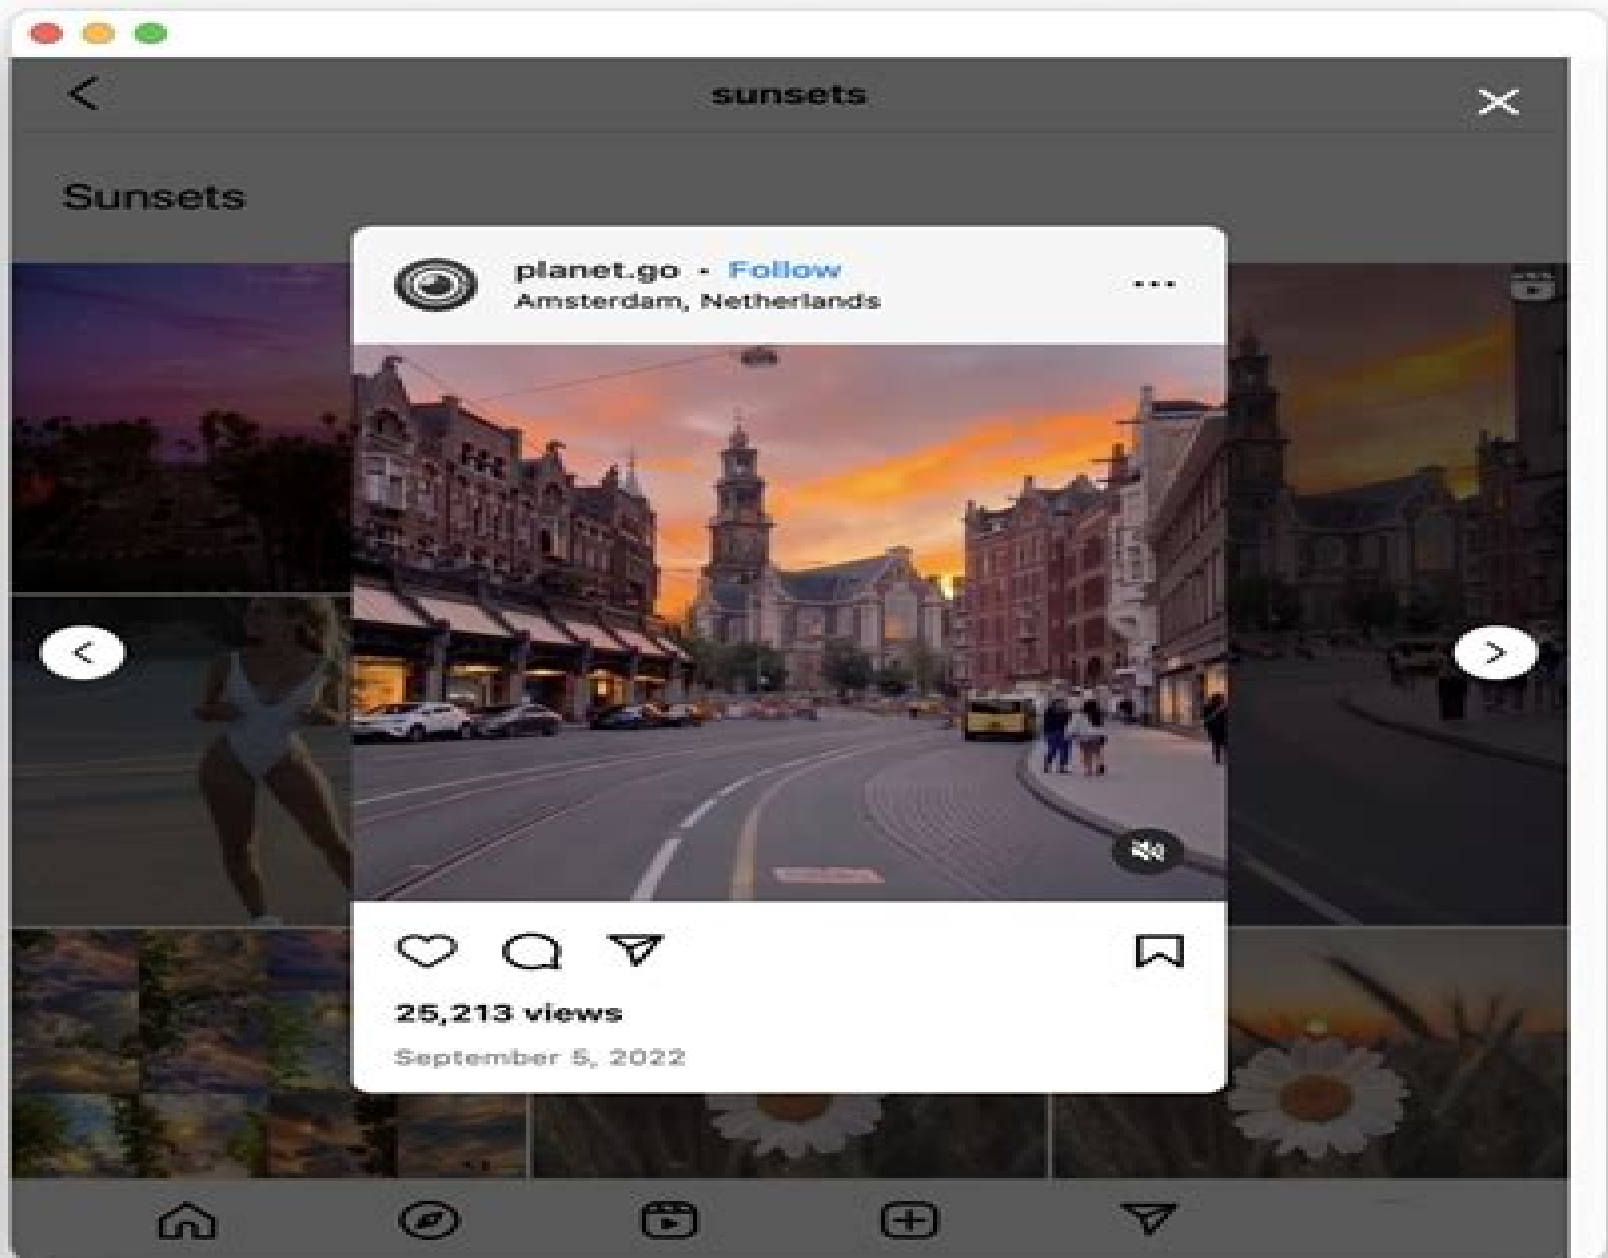 sunsets
Sunsets
planet.go • Follow
Amsterdam, Netherlands
25,213 views
September 5, 2022